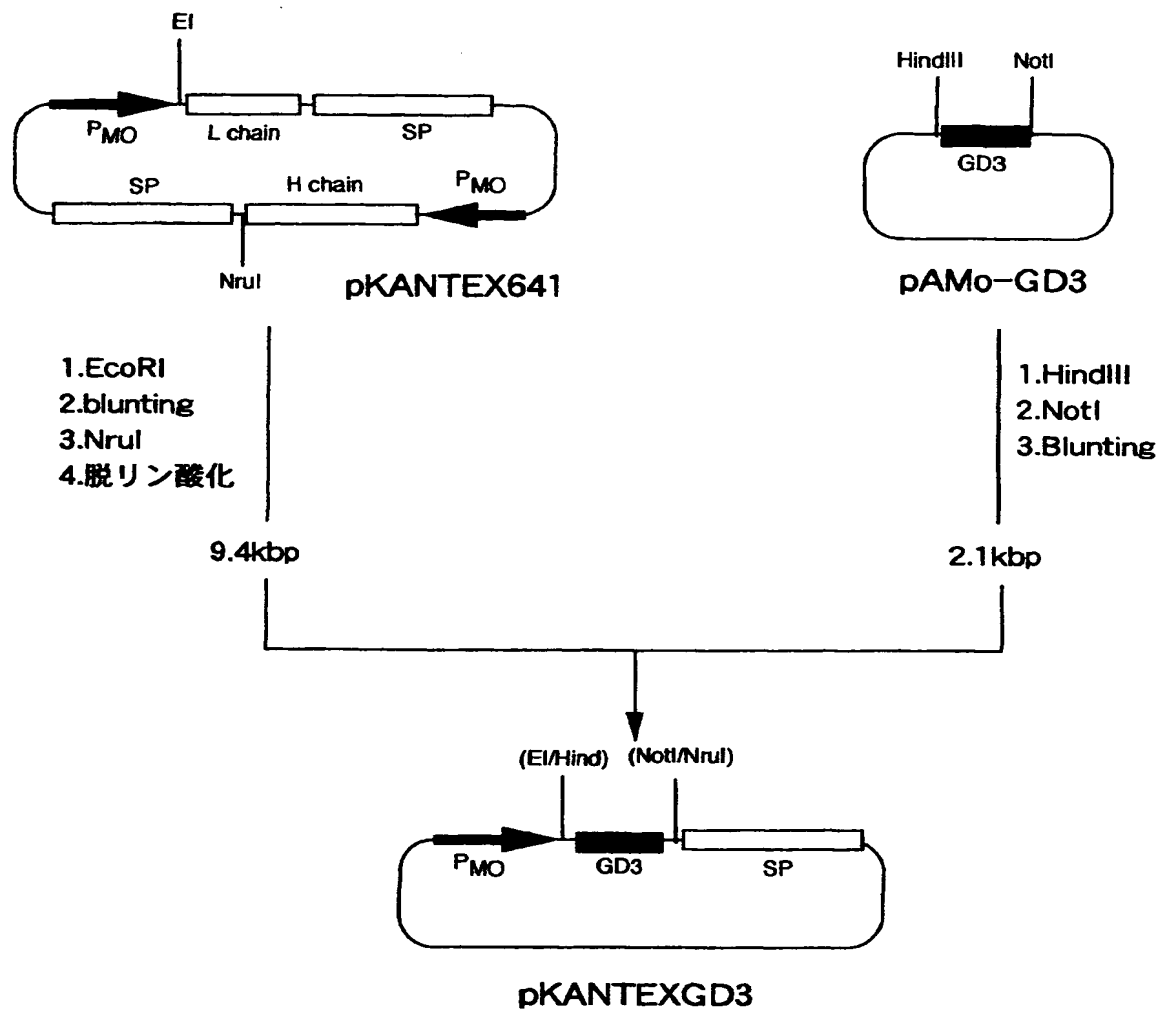 EI
PMO
L chain
SP
SP
H chain
PMO
NruI
pKANTEX641
HindIII
NotI
GD3
pAMo-GD3
1.EcoRI
2.blunting
3.NruI
4.脱リン酸化
9.4kbp
1.HindIII
2.NotI
3.Blunting
2.1kbp
(EI/Hind)
(NotI/NruI)
PMO
GD3
SP
pKANTEXGD3